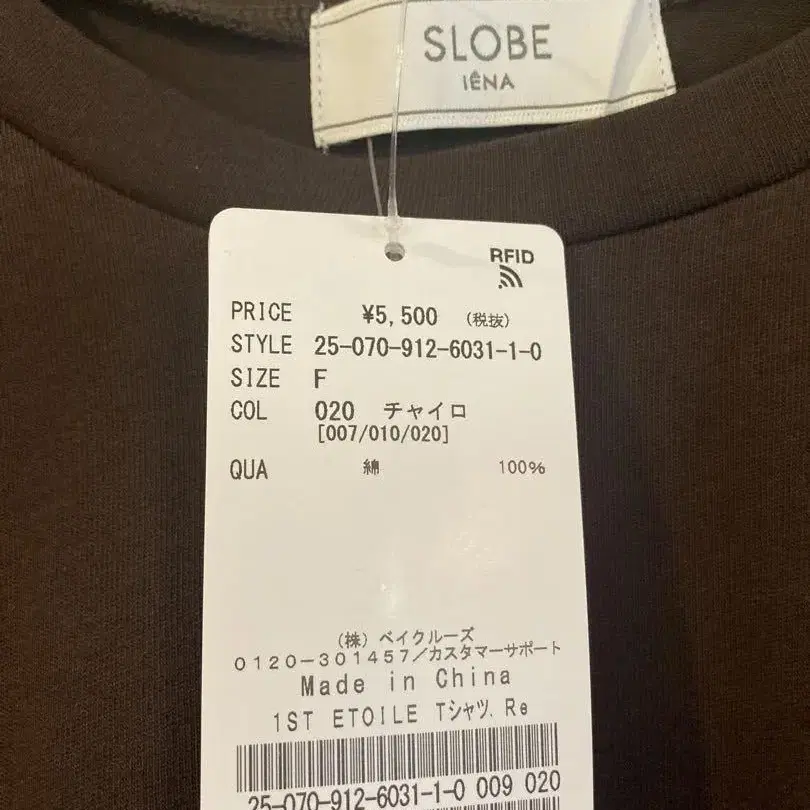 SLOBE
IÉNA
RFID
PRICE ¥5,500 (税抜)
STYLE 25-070-912-6031-1-0
SIZE F
COL 020 チャイロ
[007/010/020]
QUA 綿 100%
(株) ベイクルーズ
0120-301457/カスタマーサポート
Made in China
1ST ETOILE Tシャツ. Re
25-070-912-6031-1-0 009 020